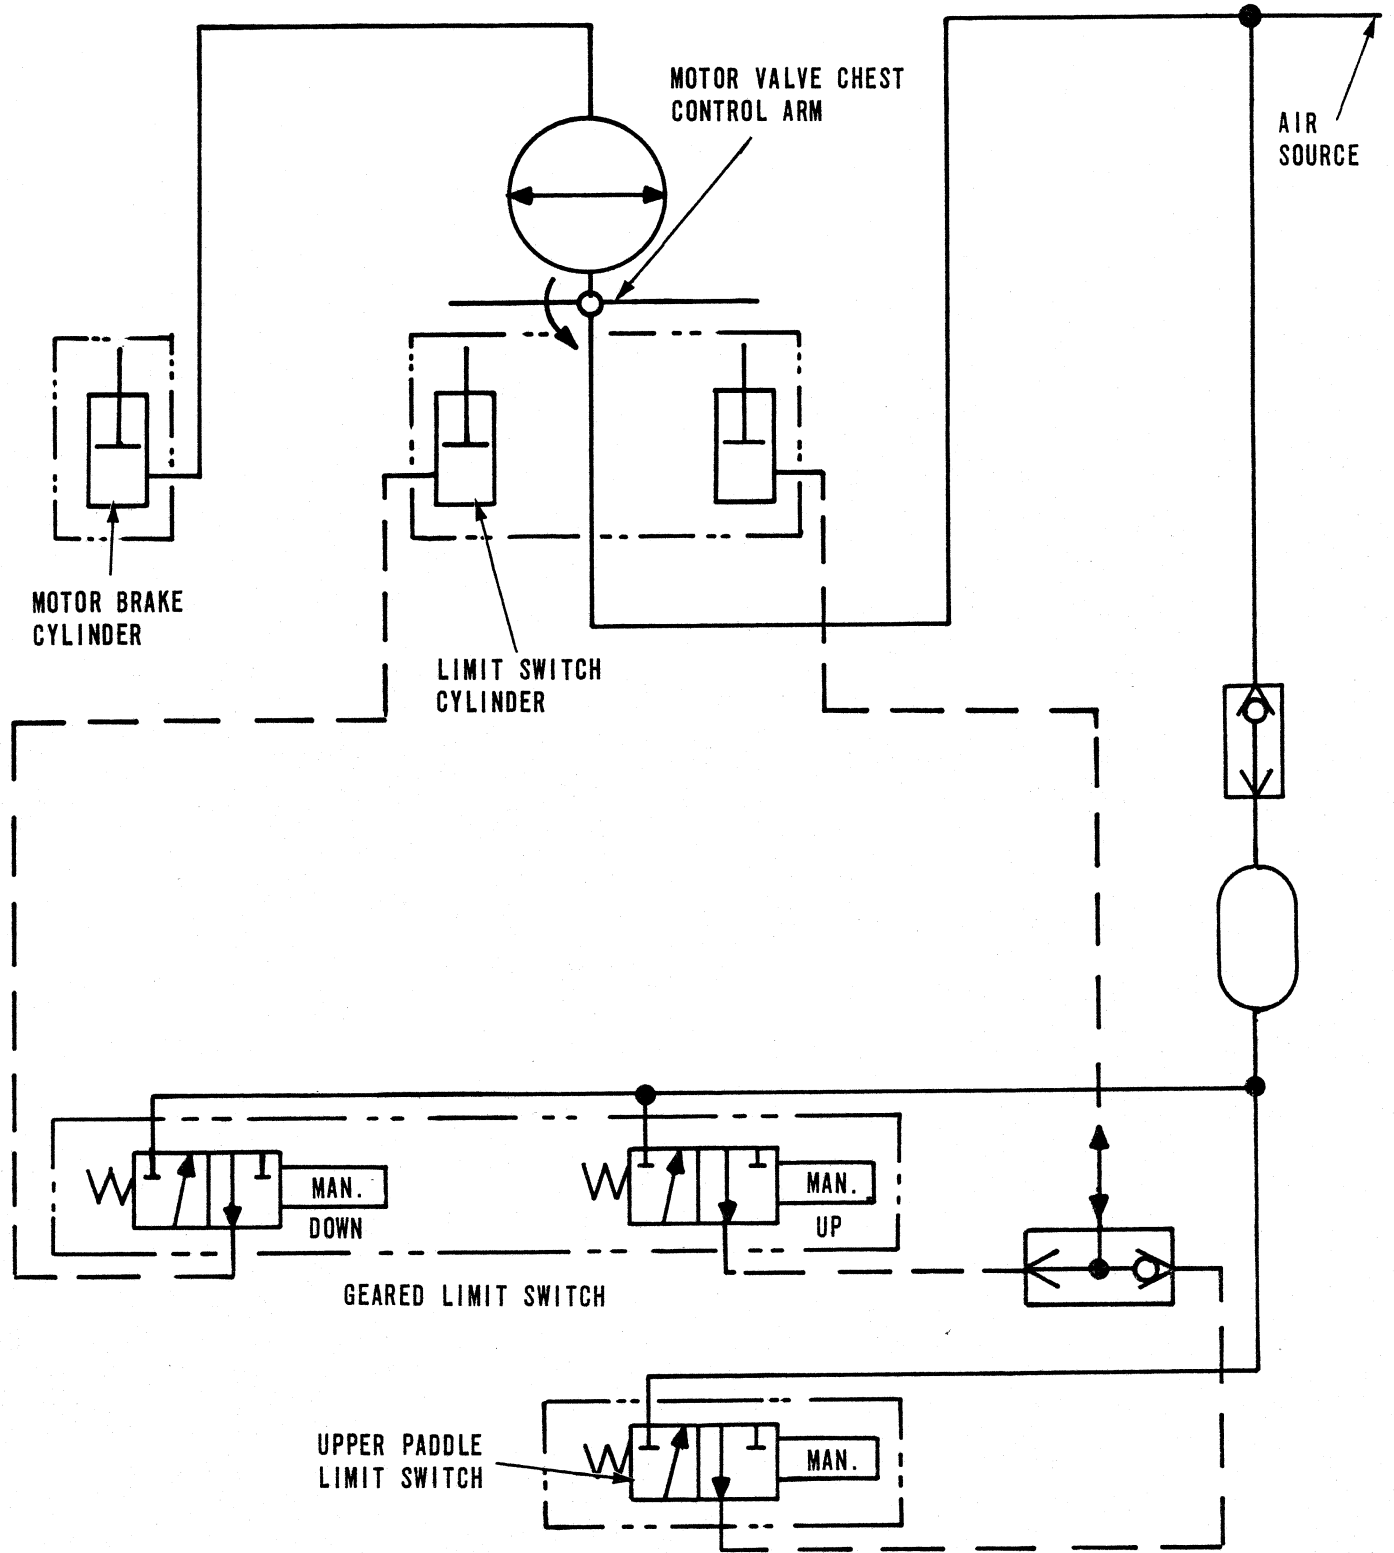 MOTOR VALVE CHEST
CONTROL ARM
AIR
SOURCE
MOTOR BRAKE
CYLINDER
LIMIT SWITCH
CYLINDER
MAN.
DOWN
MAN.
UP
GEARED LIMIT SWITCH
UPPER PADDLE
LIMIT SWITCH
MAN.